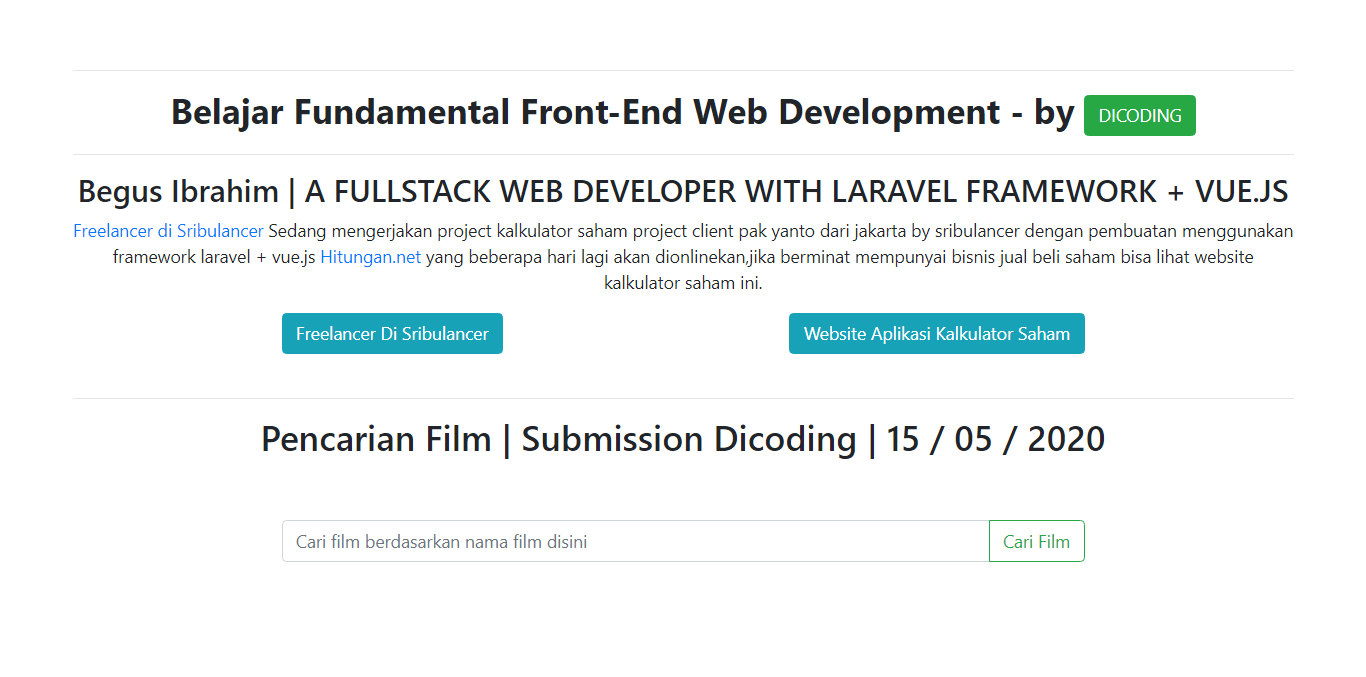 Belajar Fundamental Front-End Web Development - by DICODING
Begus Ibrahim | A FULLSTACK WEB DEVELOPER WITH LARAVEL FRAMEWORK + VUE.JS
Freelancer di Sribulancer Sedang mengerjakan project kalkulator saham project client pak yanto dari jakarta by sribulancer dengan pembuatan menggunakan
framework laravel + vue.js Hitungan.net yang beberapa hari lagi akan dionlinekan,jika berminat mempunyai bisnis jual beli saham bisa lihat website
kalkulator saham ini.
Freelancer Di Sribulancer Website Aplikasi Kalkulator Saham
Pencarian Film | Submission Dicoding | 15 / 05 / 2020
Cari film berdasarkan nama film disini Cari Film